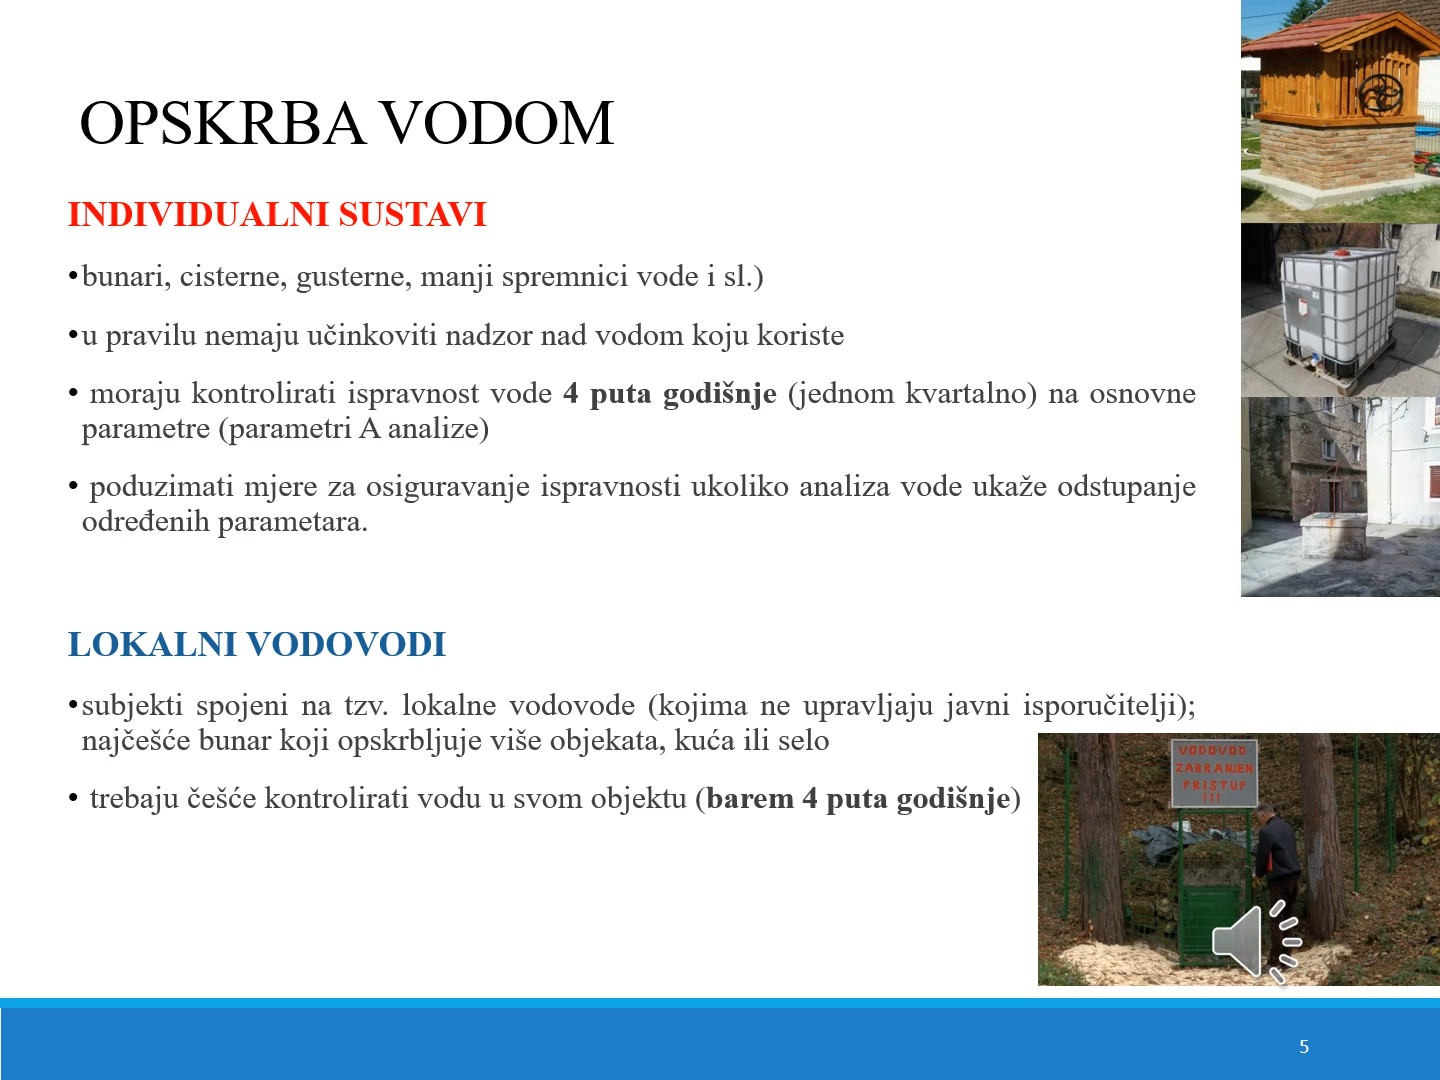 OPSKRBA VODOM
INDIVIDUALNI SUSTAVI
•bunari, cisterne, gusterne, manji spremnici vode i sl.)
•u pravilu nemaju učinkoviti nadzor nad vodom koju koriste
• moraju kontrolirati ispravnost vode 4 puta godišnje (jednom kvartalno) na osnovne
parametre (parametri A analize)
• poduzimati mjere za osiguravanje ispravnosti ukoliko analiza vode ukaže odstupanje
određenih parametara.
LOKALNI VODOVODI
•subjekti spojeni na tzv. lokalne vodovode (kojima ne upravljaju javni isporučitelji);
najčešće bunar koji opskrbljuje više objekata, kuća ili selo
• trebaju češće kontrolirati vodu u svom objektu (barem 4 puta godišnje)
VODOVOD
ZABRANJEN
PRISTUP
!!!
5